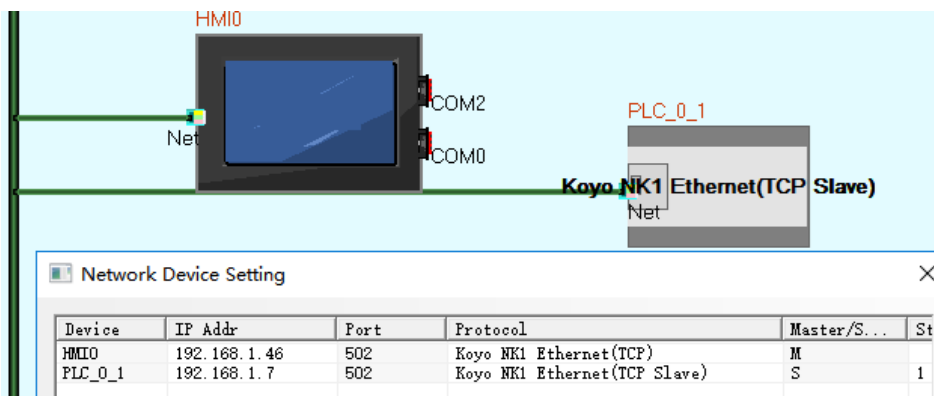 HMI0
COM2
Net
COM0
PLC_0_1
Koyo NK1 Ethernet(TCP Slave)
Net
Network Device Setting
Device IP Addr Port Protocol Master/S... St
HMI0 192.168.1.46 502 Koyo NK1 Ethernet(TCP) M
PLC_0_1 192.168.1.7 502 Koyo NK1 Ethernet(TCP Slave) S 1